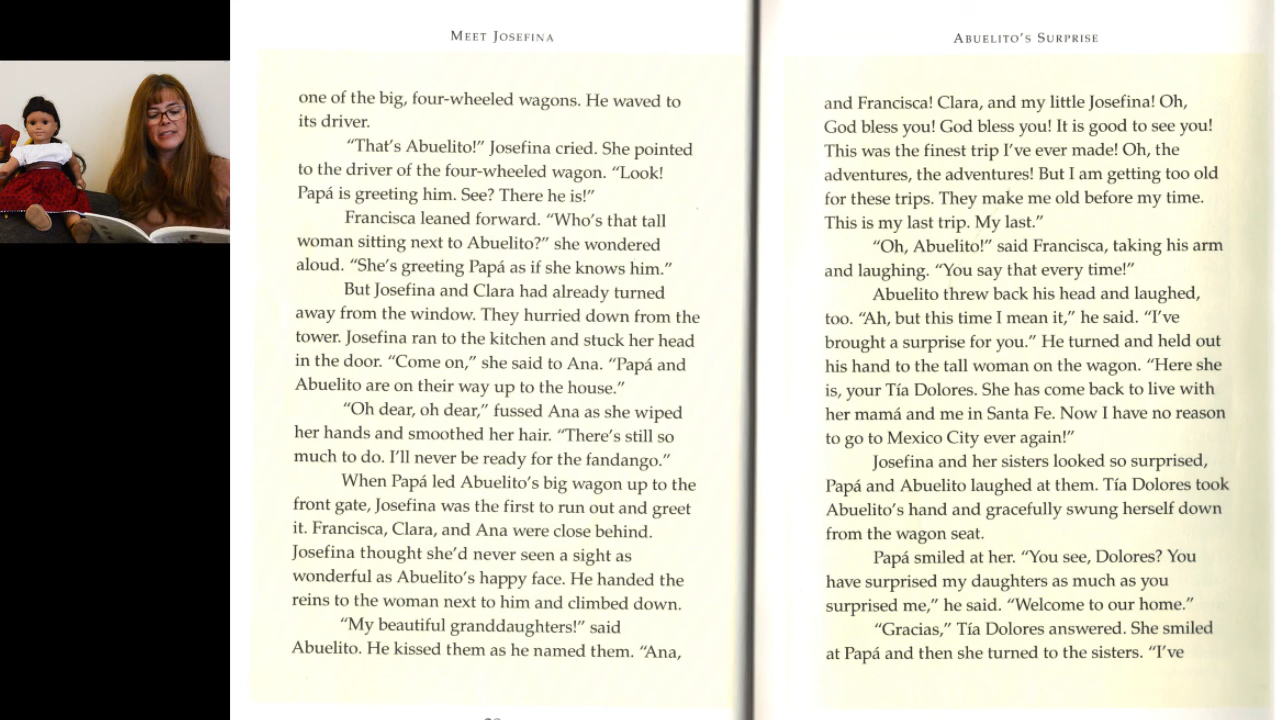 MEET JOSEFINA
one of the big, four-wheeled wagons. He waved to
its driver.
“That’s Abuelito!” Josefina cried. She pointed
to the driver of the four-wheeled wagon. “Look!
Papá is greeting him. See? There he is!”
Francisca leaned forward. “Who’s that tall
woman sitting next to Abuelito?” she wondered
aloud. “She’s greeting Papá as if she knows him.”
But Josefina and Clara had already turned
away from the window. They hurried down from the
tower. Josefina ran to the kitchen and stuck her head
in the door. “Come on,” she said to Ana. “Papá and
Abuelito are on their way up to the house.”
“Oh dear, oh dear,” fussed Ana as she wiped
her hands and smoothed her hair. “There’s still so
much to do. I’ll never be ready for the fandango.”
When Papá led Abuelito’s big wagon up to the
front gate, Josefina was the first to run out and greet
it. Francisca, Clara, and Ana were close behind.
Josefina thought she’d never seen a sight as
wonderful as Abuelito’s happy face. He handed the
reins to the woman next to him and climbed down.
“My beautiful granddaughters!” said
Abuelito. He kissed them as he named them. “Ana,
ABUELITO’S SURPRISE
and Francisca! Clara, and my little Josefina! Oh,
God bless you! God bless you! It is good to see you!
This was the finest trip I’ve ever made! Oh, the
adventures, the adventures! But I am getting too old
for these trips. They make me old before my time.
This is my last trip. My last.”
“Oh, Abuelito!” said Francisca, taking his arm
and laughing. “You say that every time!”
Abuelito threw back his head and laughed,
too. “Ah, but this time I mean it,” he said. “I’ve
brought a surprise for you.” He turned and held out
his hand to the tall woman on the wagon. “Here she
is, your Tía Dolores. She has come back to live with
her mamá and me in Santa Fe. Now I have no reason
to go to Mexico City ever again!”
Josefina and her sisters looked so surprised,
Papá and Abuelito laughed at them. Tía Dolores took
Abuelito’s hand and gracefully swung herself down
from the wagon seat.
Papá smiled at her. “You see, Dolores? You
have surprised my daughters as much as you
surprised me,” he said. “Welcome to our home.”
“Gracias,” Tía Dolores answered. She smiled
at Papá and then she turned to the sisters. “I’ve